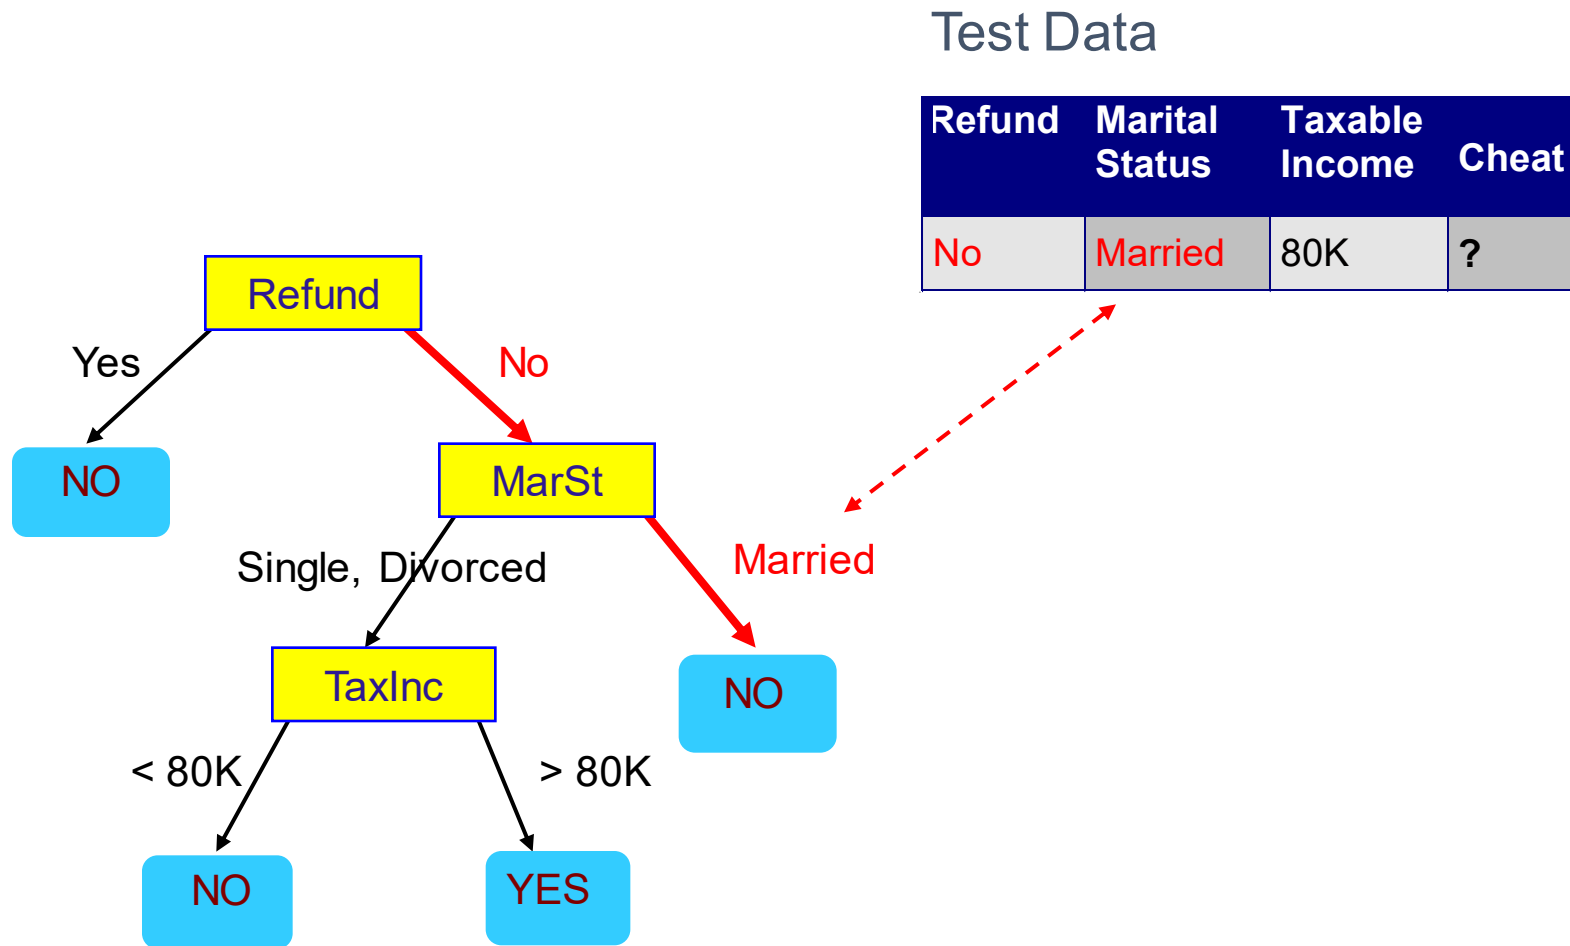 Test Data
Refund Marital Status Taxable Income Cheat
No Married 80K ?
Refund
Yes No
NO
MarSt
Single, Divorced Married
TaxInc
NO
< 80K > 80K
NO YES